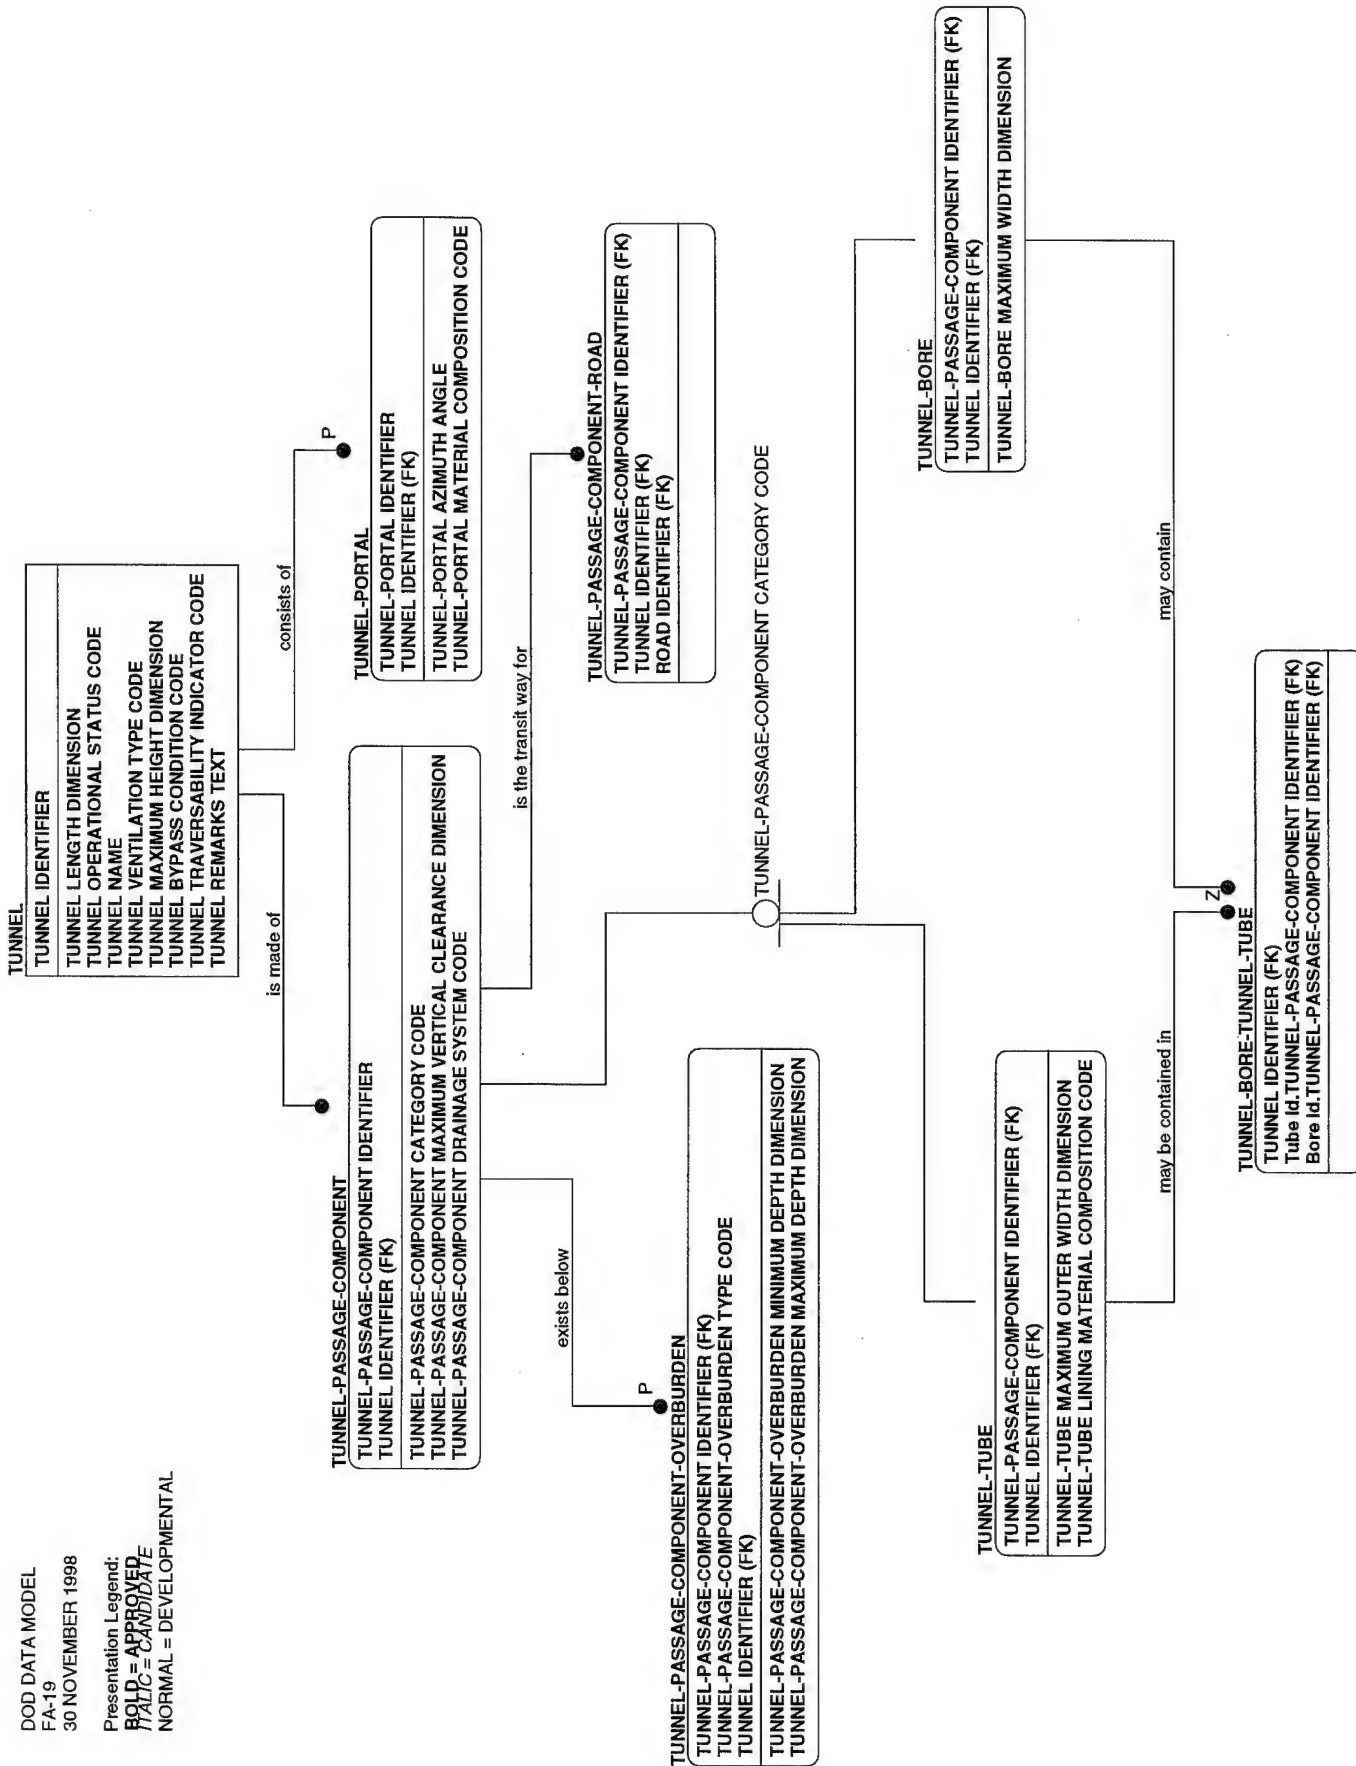 DOD DATA MODEL
FA-19
30 NOVEMBER 1998
Presentation Legend:
BOLD = APPROVED
ITALIC = CANDIDATE
NORMAL = DEVELOPMENTAL
TUNNEL
TUNNEL IDENTIFIER
TUNNEL LENGTH DIMENSION
TUNNEL OPERATIONAL STATUS CODE
TUNNEL NAME
TUNNEL VENTILATION TYPE CODE
TUNNEL MAXIMUM HEIGHT DIMENSION
TUNNEL BYPASS CONDITION CODE
TUNNEL TRAVERSABILITY INDICATOR CODE
TUNNEL REMARKS TEXT
is made of
consists of
P
TUNNEL-PASSAGE-COMPONENT
TUNNEL-PASSAGE-COMPONENT IDENTIFIER
TUNNEL IDENTIFIER (FK)
TUNNEL-PASSAGE-COMPONENT CATEGORY CODE
TUNNEL-PASSAGE-COMPONENT MAXIMUM VERTICAL CLEARANCE DIMENSION
TUNNEL-PASSAGE-COMPONENT DRAINAGE SYSTEM CODE
TUNNEL-PORTAL
TUNNEL-PORTAL IDENTIFIER
TUNNEL IDENTIFIER (FK)
TUNNEL-PORTAL AZIMUTH ANGLE
TUNNEL-PORTAL MATERIAL COMPOSITION CODE
exists below
P
is the transit way for
TUNNEL-PASSAGE-COMPONENT-ROAD
TUNNEL-PASSAGE-COMPONENT IDENTIFIER (FK)
TUNNEL IDENTIFIER (FK)
ROAD IDENTIFIER (FK)
TUNNEL-PASSAGE-COMPONENT-OVERBURDEN
TUNNEL-PASSAGE-COMPONENT IDENTIFIER (FK)
TUNNEL-PASSAGE-COMPONENT-OVERBURDEN TYPE CODE
TUNNEL IDENTIFIER (FK)
TUNNEL-PASSAGE-COMPONENT-OVERBURDEN MINIMUM DEPTH DIMENSION
TUNNEL-PASSAGE-COMPONENT-OVERBURDEN MAXIMUM DEPTH DIMENSION
TUNNEL-PASSAGE-COMPONENT CATEGORY CODE
TUNNEL-TUBE
TUNNEL-PASSAGE-COMPONENT IDENTIFIER (FK)
TUNNEL IDENTIFIER (FK)
TUNNEL-TUBE MAXIMUM OUTER WIDTH DIMENSION
TUNNEL-TUBE LINING MATERIAL COMPOSITION CODE
TUNNEL-BORE
TUNNEL-PASSAGE-COMPONENT IDENTIFIER (FK)
TUNNEL IDENTIFIER (FK)
TUNNEL-BORE MAXIMUM WIDTH DIMENSION
may be contained in
may contain
Z
TUNNEL-BORE-TUNNEL-TUBE
TUNNEL IDENTIFIER (FK)
Tube Id.TUNNEL-PASSAGE-COMPONENT IDENTIFIER (FK)
Bore Id.TUNNEL-PASSAGE-COMPONENT IDENTIFIER (FK)